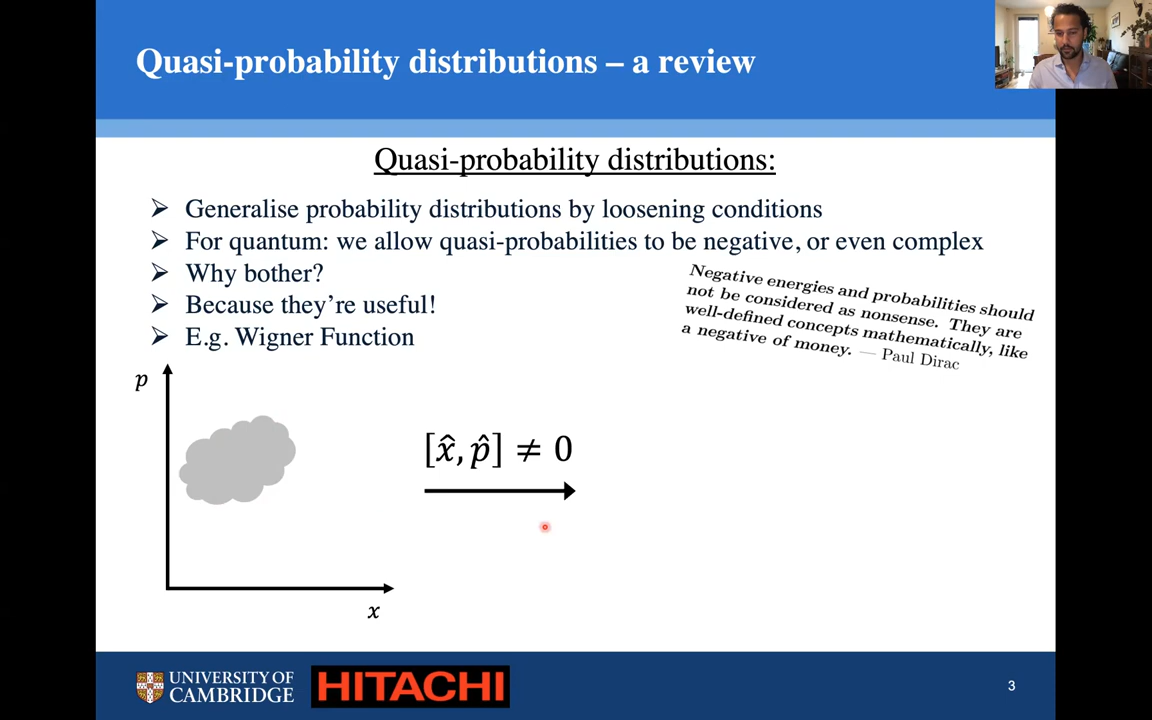 Quasi-probability distributions – a review
Quasi-probability distributions:
➢ Generalise probability distributions by loosening conditions
➢ For quantum: we allow quasi-probabilities to be negative, or even complex
➢ Why bother?
➢ Because they’re useful!
➢ E.g. Wigner Function
Negative energies and probabilities should
not be considered as nonsense. They are
well-defined concepts mathematically, like
a negative of money. — Paul Dirac
p
[x̂, p̂] ≠ 0
x
UNIVERSITY OF
CAMBRIDGE
HITACHI
3